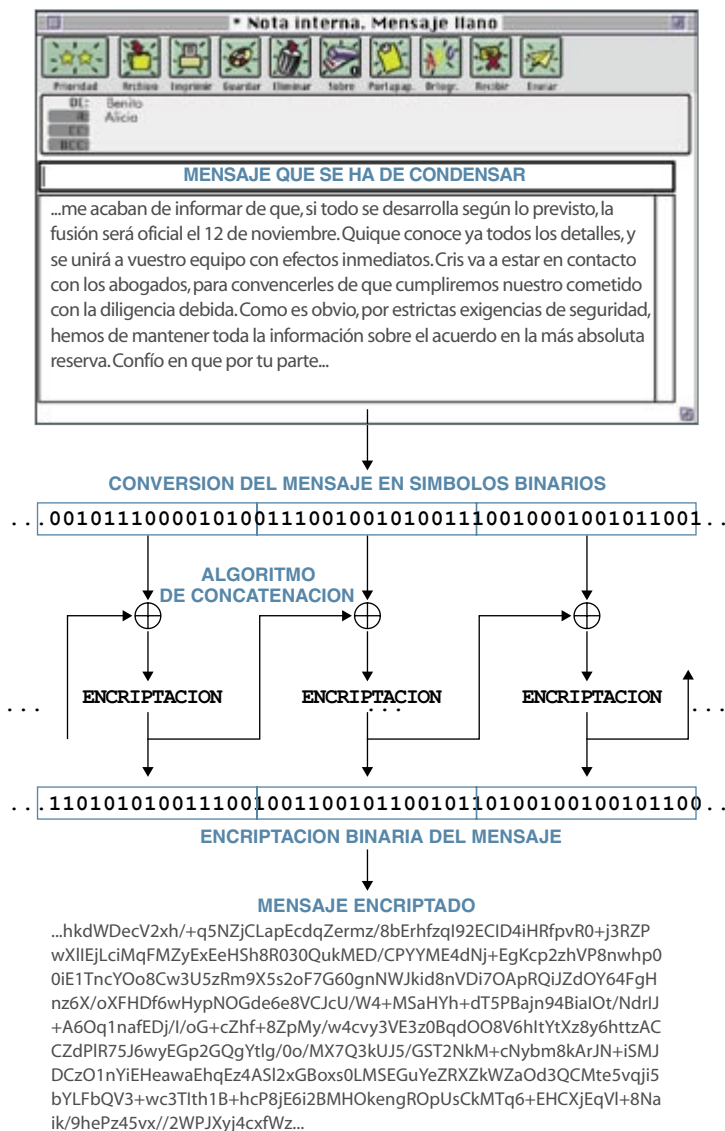 * Nota interna. Mensaje llano
Prioridad Archivo Imprimir Guardar Eliminar Sobre Portapap. Ortogr. Recibir Enviar
DE: Benito
A: Alicia
CC:
BCC:
MENSAJE QUE SE HA DE CONDENSAR
...me acaban de informar de que, si todo se desarrolla según lo previsto, la
fusión será oficial el 12 de noviembre. Quique conoce ya todos los detalles, y
se unirá a vuestro equipo con efectos inmediatos. Cris va a estar en contacto
con los abogados, para convencerles de que cumpliremos nuestro cometido
con la diligencia debida. Como es obvio, por estrictas exigencias de seguridad,
hemos de mantener toda la información sobre el acuerdo en la más absoluta
reserva. Confío en que por tu parte...
CONVERSION DEL MENSAJE EN SIMBOLOS BINARIOS
...001011100001010011100100101001110010001001011001..
ALGORITMO
DE CONCATENACION
... ENCRIPTACION ENCRIPTACION ... ENCRIPTACION ...
...110101010011100100110010110010110100100100101100..
ENCRIPTACION BINARIA DEL MENSAJE
MENSAJE ENCRIPTADO
...hkdWDecV2xh/+q5NZjCLapEcdqZermz/8bErhfzqI92ECID4iHRfpvR0+j3RZP
wXlIEjLciMqFMZyExEeHSh8R030QukMED/CPYYME4dNj+EgKcp2zhVP8nwhp0
0iE1TncYOo8Cw3U5zRm9X5s2oF7G60gnNWJkid8nVDi7OApRQiJZdOY64FgH
nz6X/oXFHDf6wHypNOGde6e8VCJcU/W4+MSaHYh+dT5PBajn94BiaIOt/NdrIJ
+A6Oq1nafEDj/I/oG+cZhf+8ZpMy/w4cvy3VE3z0BqdOO8V6hItYtXz8y6httzAC
CZdPlR75J6wyEGp2GQgYtlg/0o/MX7Q3kUJ5/GST2NkM+cNybm8kArJN+iSMJ
DCzO1nYiEHeawaEhqEz4ASl2xGBoxs0LMSEGuYeZRXZkWZaOd3QCMte5vqji5
bYLFbQV3+wc3TIth1B+hcP8jE6i2BMHOkengROpUsCkMTq6+EHCXjEqVl+8Na
ik/9hePz45vx//2WPJXyj4cxfWz...